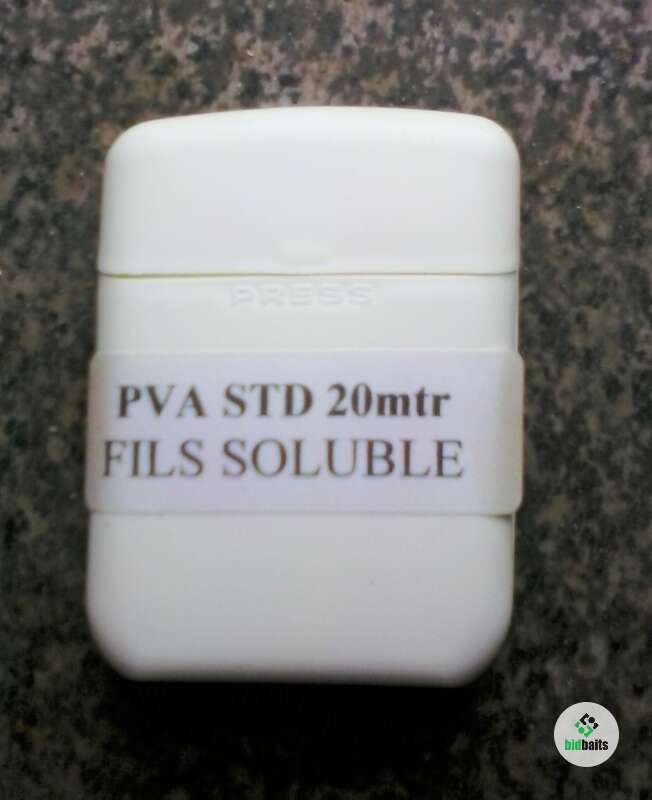 PRESS
PVA STD 20mtr
FILS SOLUBLE
bidbaits